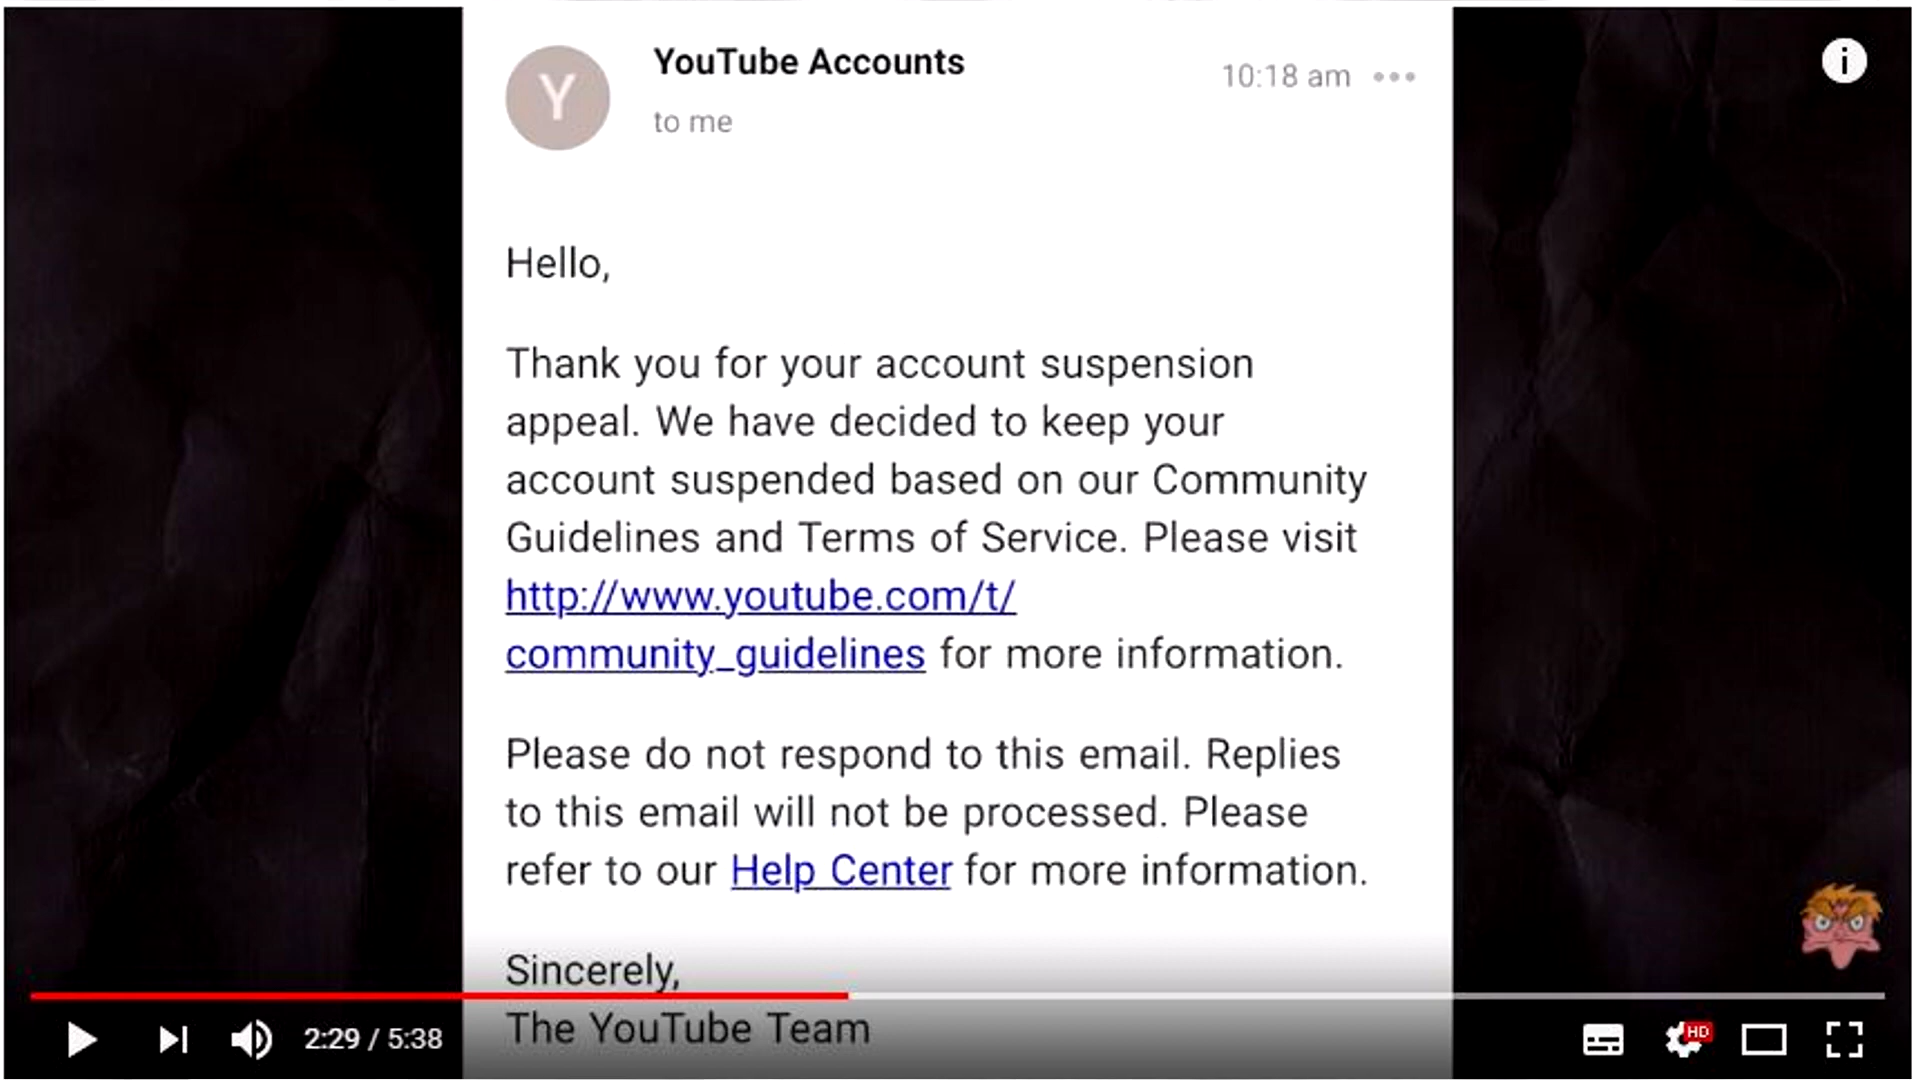 Y
YouTube Accounts
10:18 am
to me
i
Hello,
Thank you for your account suspension
appeal. We have decided to keep your
account suspended based on our Community
Guidelines and Terms of Service. Please visit
http://www.youtube.com/t/
community_guidelines for more information.
Please do not respond to this email. Replies
to this email will not be processed. Please
refer to our Help Center for more information.
Sincerely,
The YouTube Team
2:29 / 5:38
HD